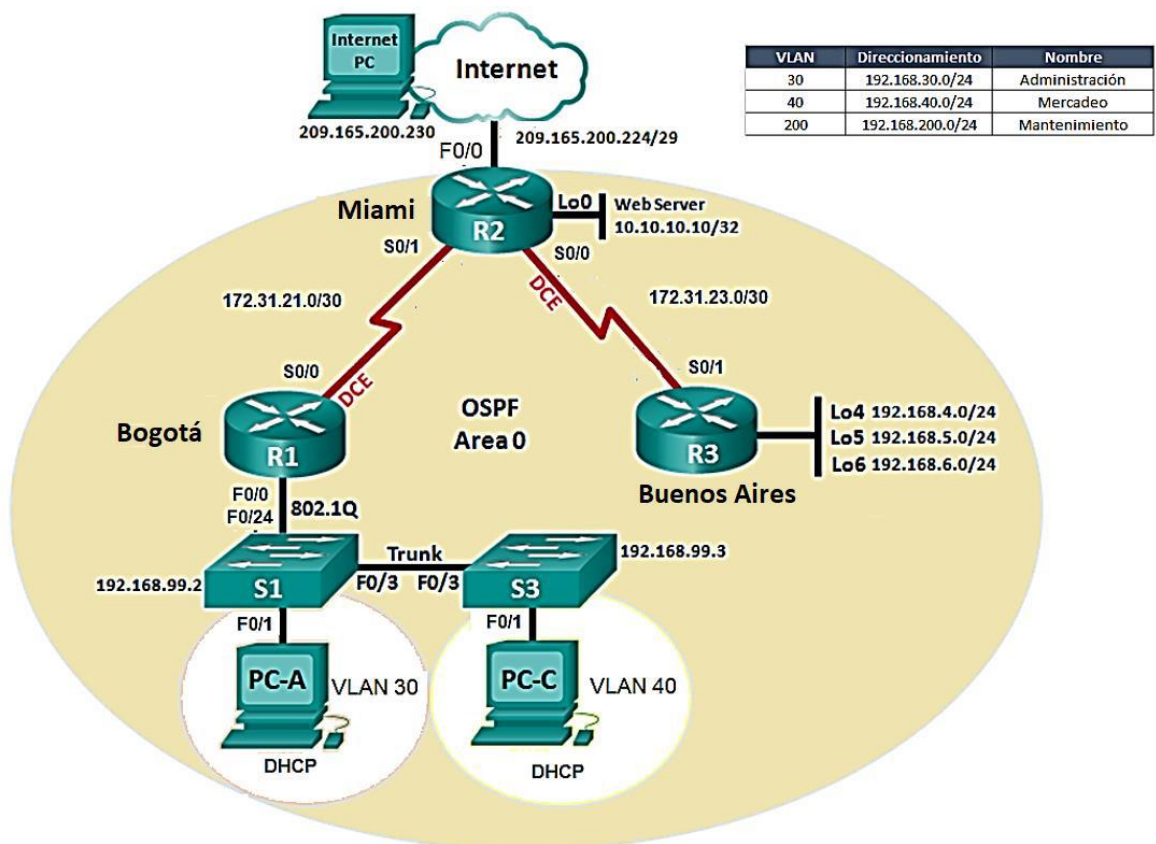 Internet
PC
Internet
209.165.200.230
209.165.200.224/29
F0/0
VLAN Direccionamiento Nombre
30 192.168.30.0/24 Administración
40 192.168.40.0/24 Mercadeo
200 192.168.200.0/24 Mantenimiento
Miami
R2
Lo0
Web Server
10.10.10.10/32
S0/1
S0/0
DCE
172.31.21.0/30
172.31.23.0/30
S0/0
DCE
S0/1
OSPF
Area 0
Bogotá
R1
R3
Buenos Aires
Lo4 192.168.4.0/24
Lo5 192.168.5.0/24
Lo6 192.168.6.0/24
F0/0
F0/24
802.1Q
192.168.99.2
S1
Trunk
F0/3 F0/3
S3
192.168.99.3
F0/1
F0/1
PC-A
VLAN 30
DHCP
PC-C
VLAN 40
DHCP